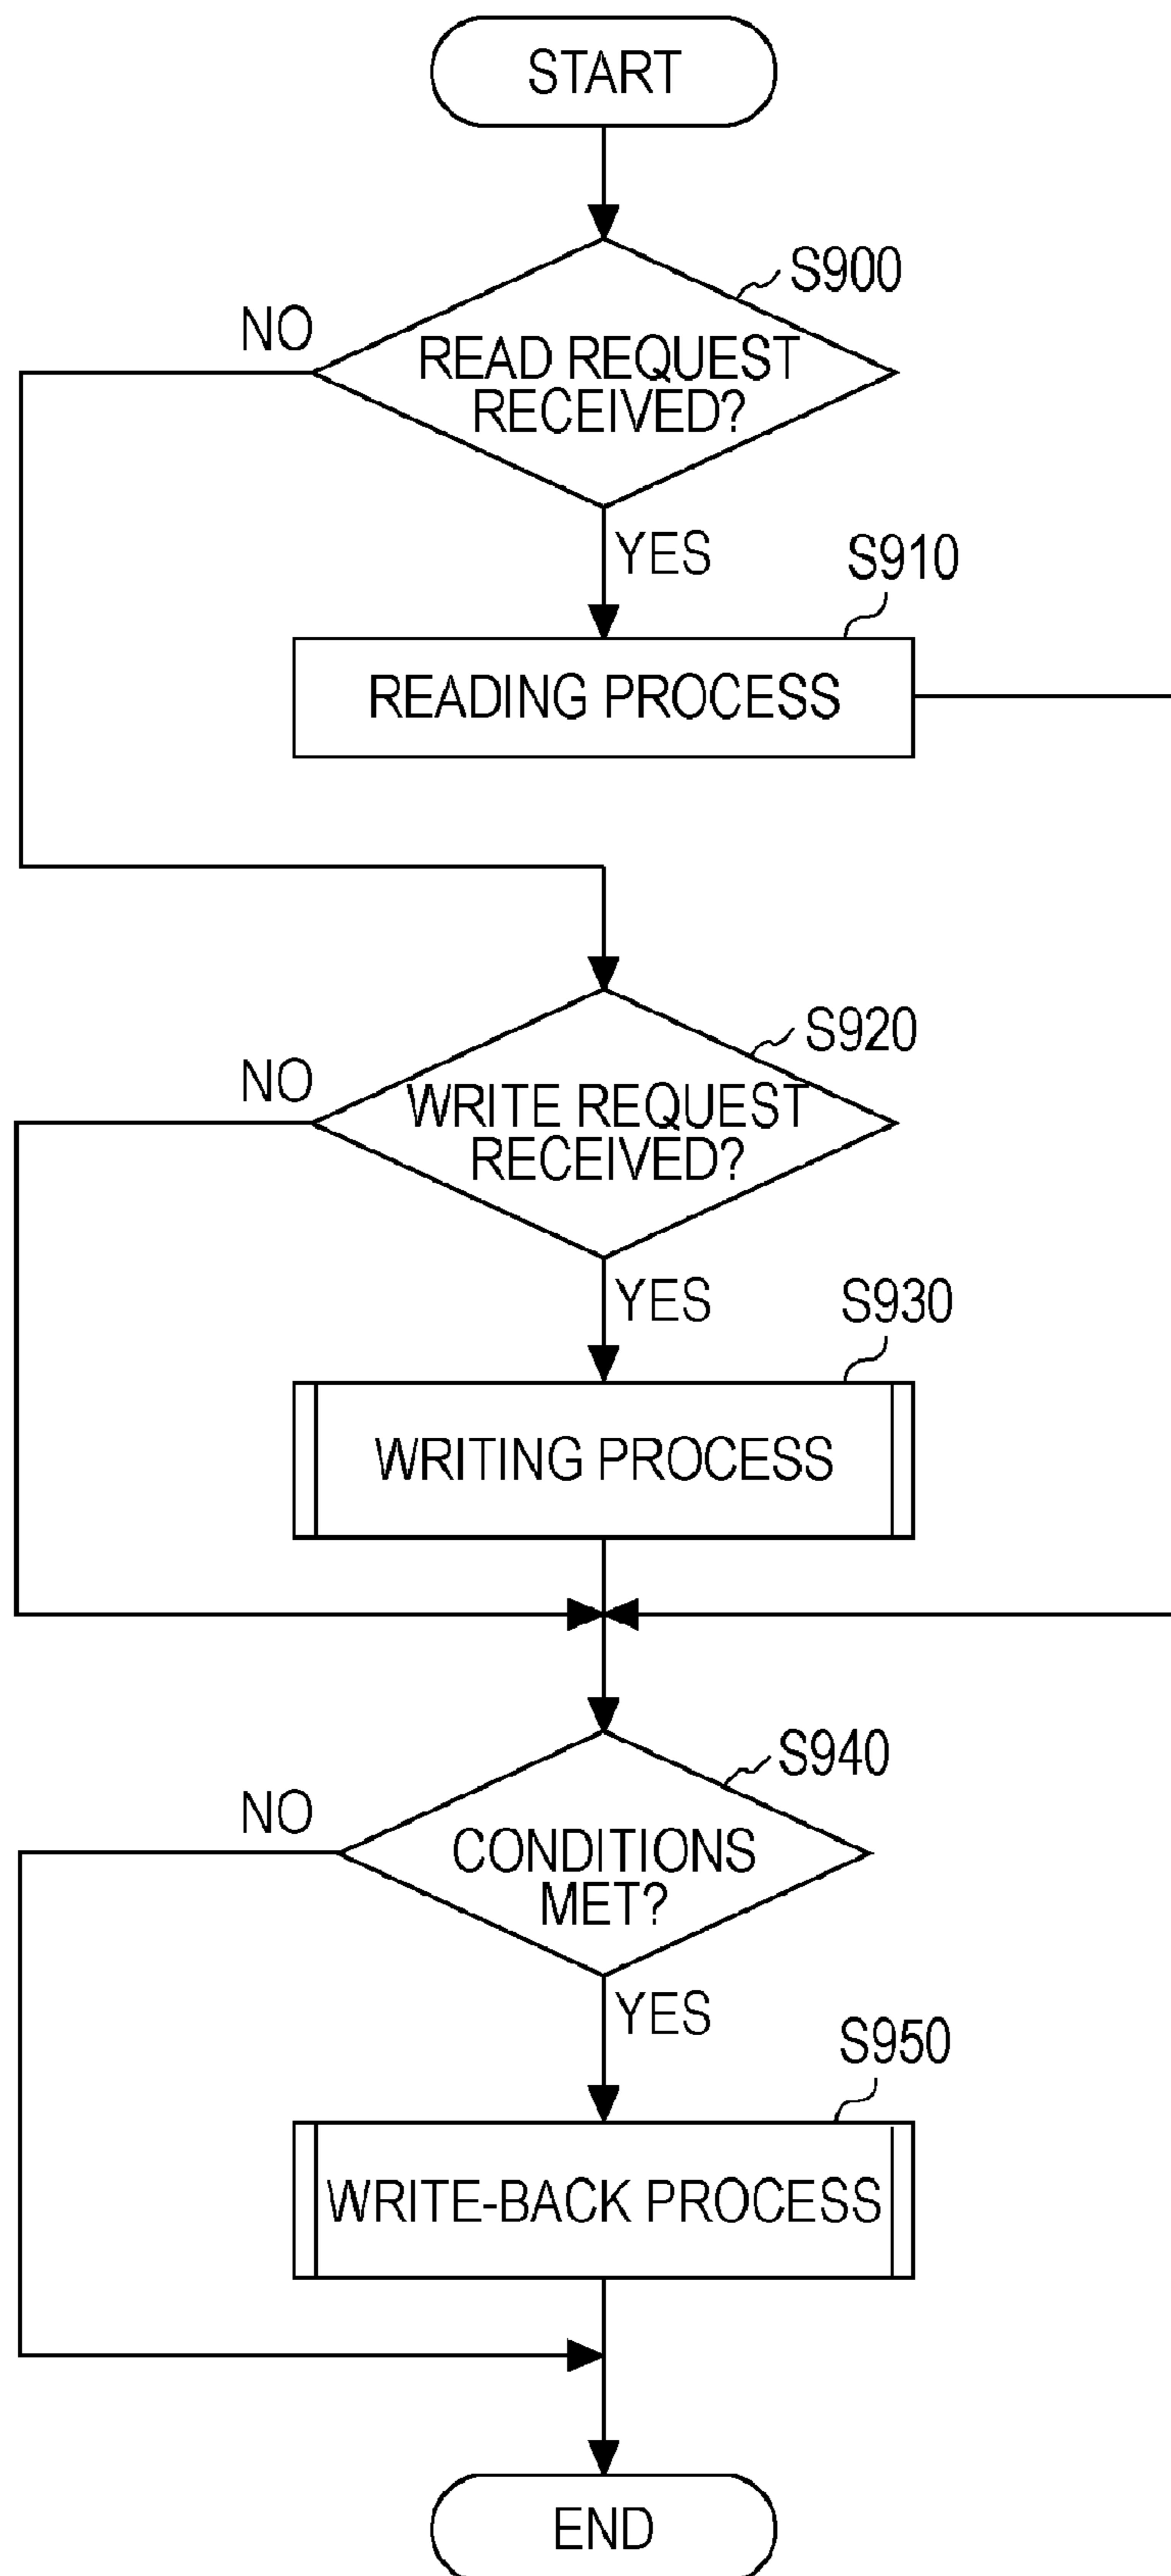 START
S900
NO
READ REQUEST
RECEIVED?
YES
S910
READING PROCESS
S920
NO
WRITE REQUEST
RECEIVED?
YES
S930
WRITING PROCESS
S940
NO
CONDITIONS
MET?
YES
S950
WRITE-BACK PROCESS
END